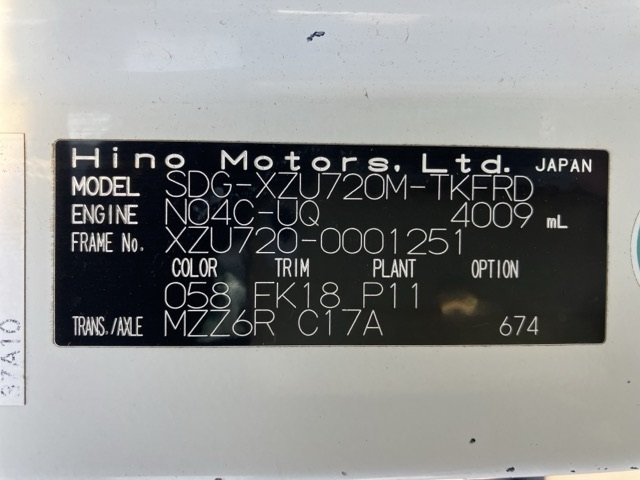 Hino Motors, Ltd. JAPAN
MODEL SDG-XZU720M-TKFRD
ENGINE N04C-UQ 4009 mL
FRAME No. XZU720-0001251
COLOR TRIM PLANT OPTION
058 FK18 P11
TRANS./AXLE MZZ6R C17A 674
97A10